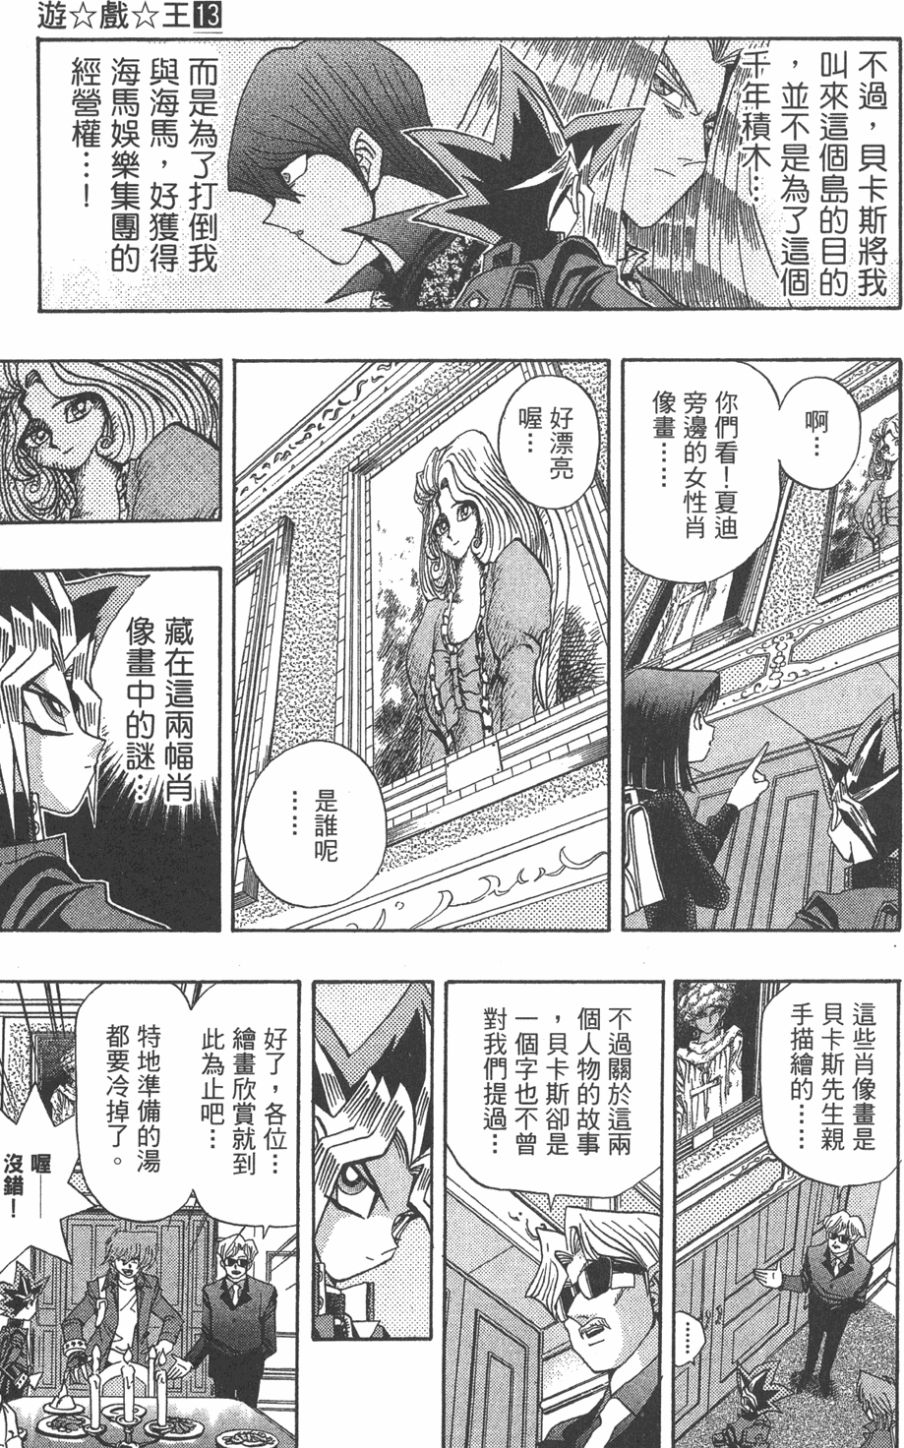 遊☆戲☆王13
不過，貝卡斯將我
叫來這個島的目的
，並不是為了這個
千年積木…
而是為了打倒我
與海馬，好獲得
海馬娛樂集團的
經營權…！
啊…
你們看！夏迪
旁邊的女性肖
像畫……
好漂亮
喔…
是誰呢
……
藏在這兩幅肖
像畫中的謎…
這些肖像畫是
貝卡斯先生親
手描繪的……
……
不過關於這兩
個人物的故事
，貝卡斯卻是
一個字也不曾
對我們提過…
好了，各位…
繪畫欣賞就到
此為止吧…
特地準備的湯
都要冷掉了。
喔——
沒錯！